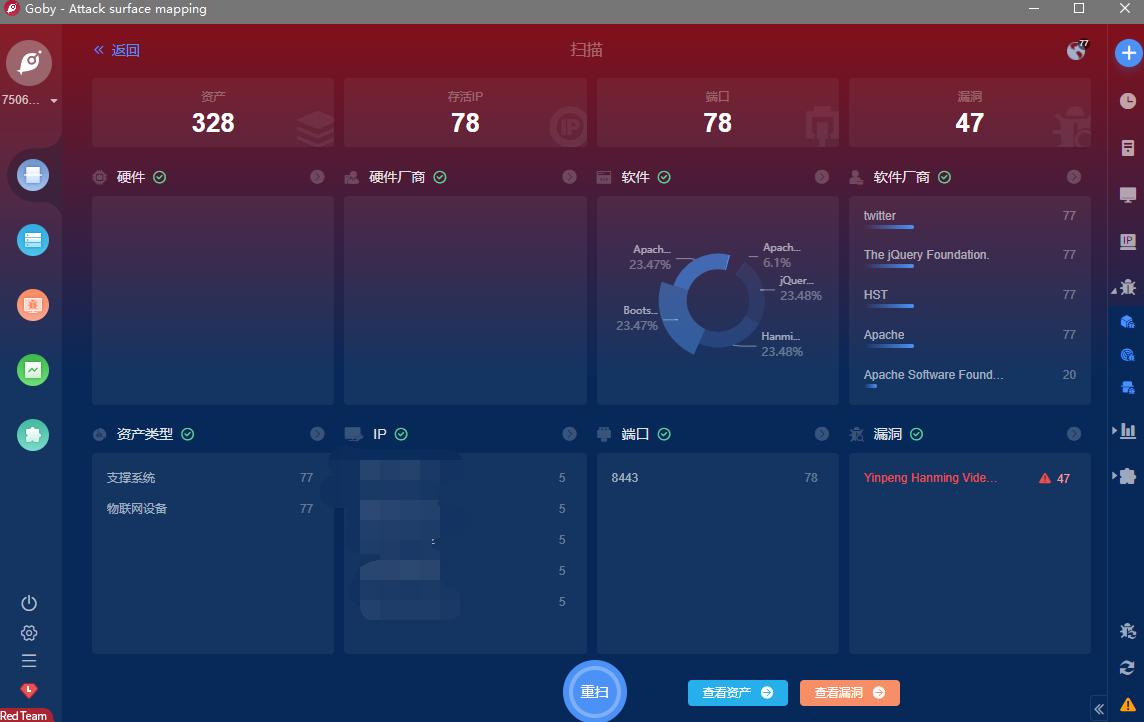 Goby - Attack surface mapping
返回
扫描
77
7506...
资产
328
存活IP
78
端口
78
漏洞
47
硬件
硬件厂商
软件
软件厂商
Apach...
23.47%
Apach...
6.1%
jQuer...
23.48%
Boots...
23.47%
Hanmi...
23.48%
twitter 77
The jQuery Foundation. 77
HST 77
Apache 77
Apache Software Found... 20
资产类型
IP
端口
漏洞
支撑系统 77
物联网设备 77
5
5
5
5
5
8443 78
Yinpeng Hanming Vide... 47
重扫
查看资产
查看漏洞
Red Team
IP